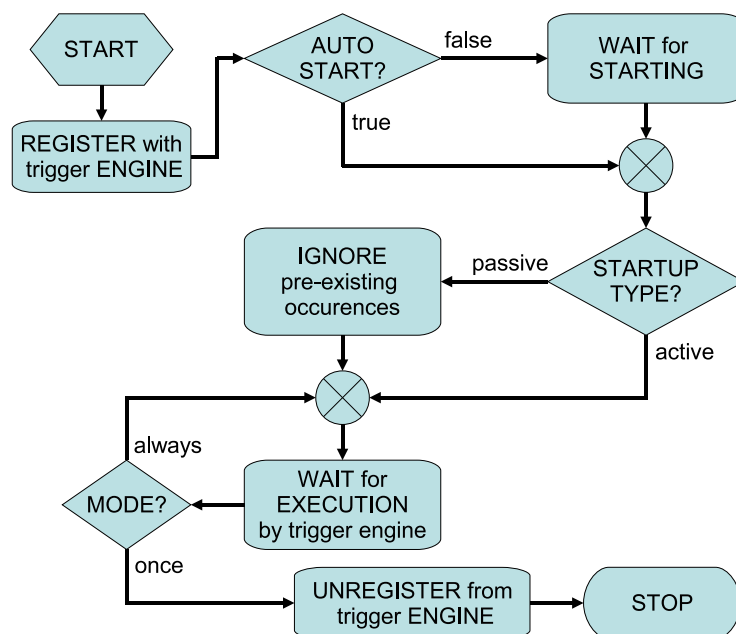 START
REGISTER with
trigger ENGINE
AUTO
START?
false
true
WAIT for
STARTING
STARTUP
TYPE?
passive
active
IGNORE
pre-existing
occurences
WAIT for
EXECUTION
by trigger engine
MODE?
always
once
UNREGISTER from
trigger ENGINE
STOP